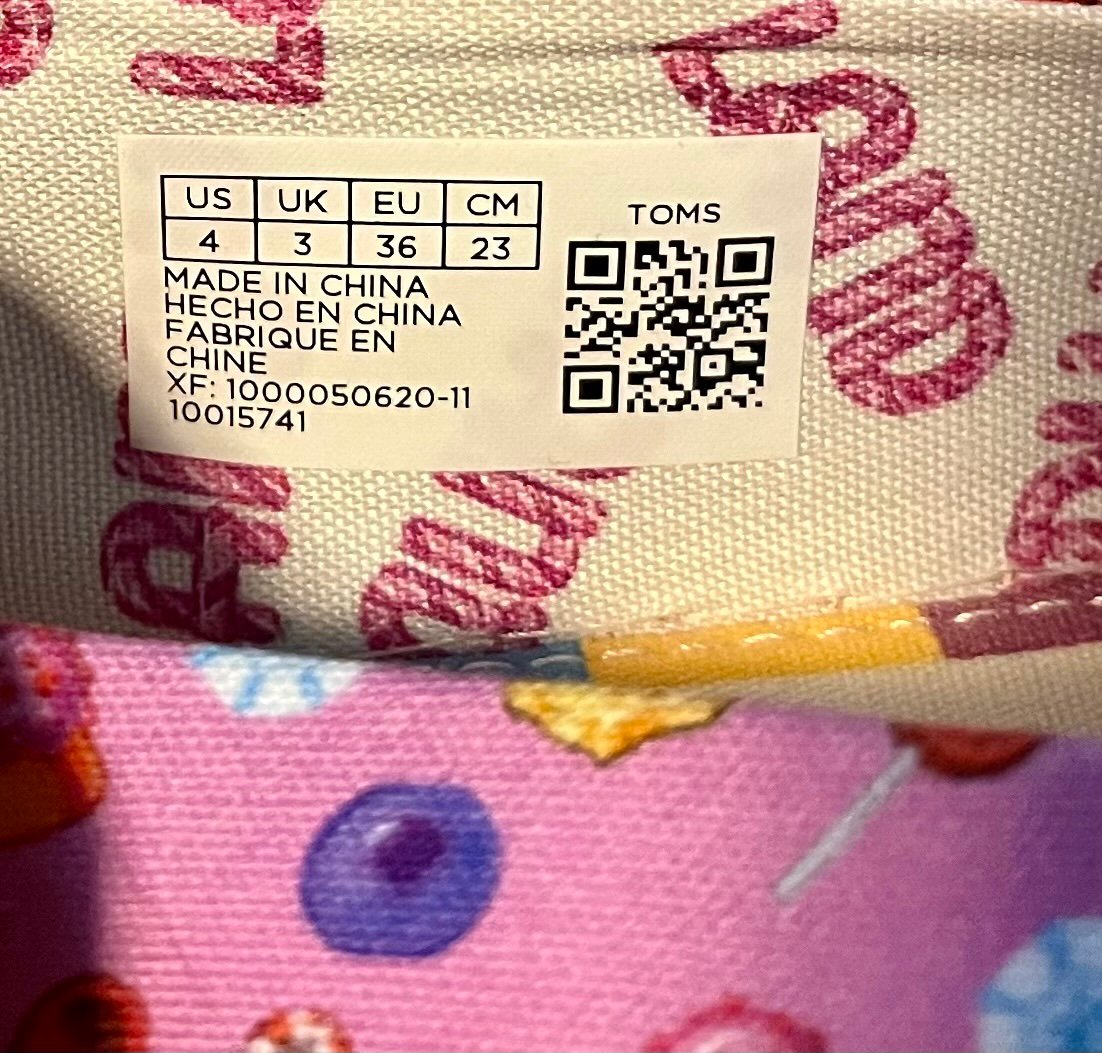 US UK EU CM
4 3 36 23
MADE IN CHINA
HECHO EN CHINA
FABRIQUE EN
CHINE
XF: 1000050620-11
10015741
TOMS